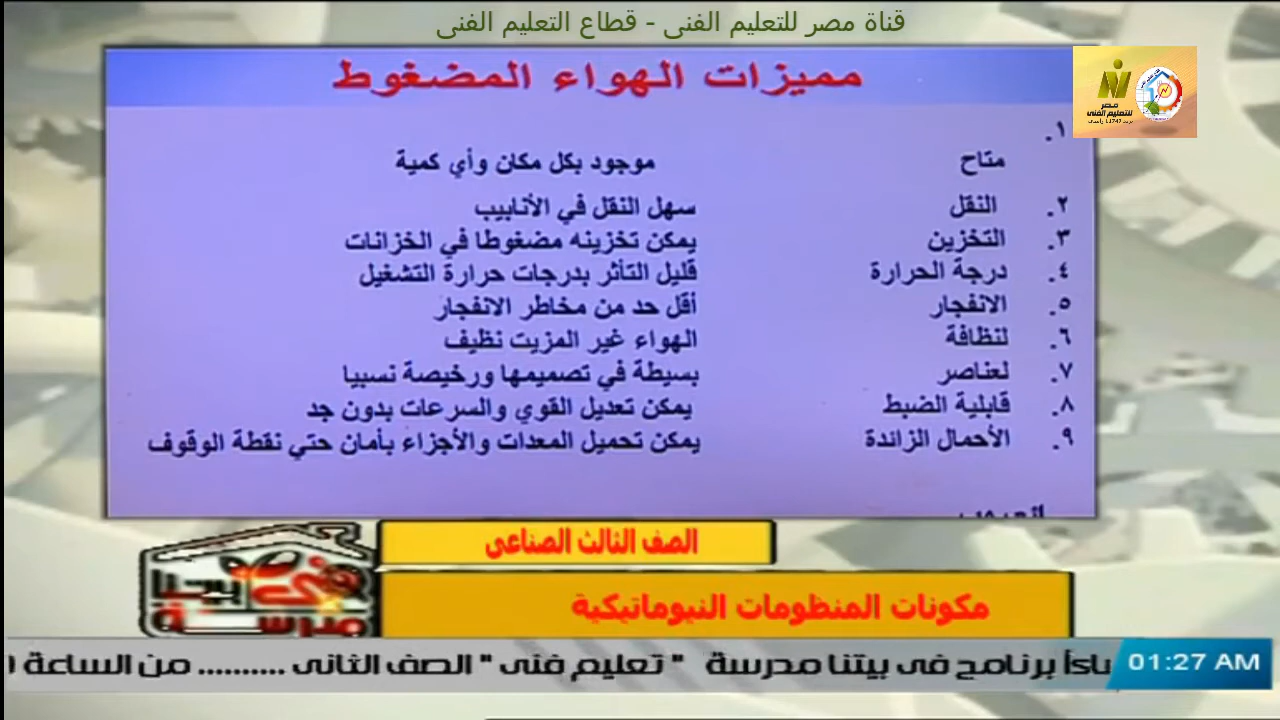 قناة مصر للتعليم الفنى - قطاع التعليم الفنى
مميزات الهواء المضغوط
مصر
للتعليم الفنى
١.
متاح موجود بكل مكان وأي كمية
٢. النقل سهل النقل في الأنابيب
٣. التخزين يمكن تخزينه مضغوطا في الخزانات
٤. درجة الحرارة قليل التأثر بدرجات حرارة التشغيل
٥. الانفجار أقل حد من مخاطر الانفجار
٦. لنظافة الهواء غير المزيت نظيف
٧. لعناصر بسيطة في تصميمها ورخيصة نسبيا
٨. قابلية الضبط يمكن تعديل القوي والسرعات بدون جد
٩. الأحمال الزائدة يمكن تحميل المعدات والأجزاء بأمان حتي نقطة الوقوف
الصف الثالث الصناعى
فى بيتنا
مدرسة
مكونات المنظومات النيوماتيكية
برنامج فى بيتنا مدرسة " تعليم فنى " الصف الثانى .......... من الساعة
01:27 AM